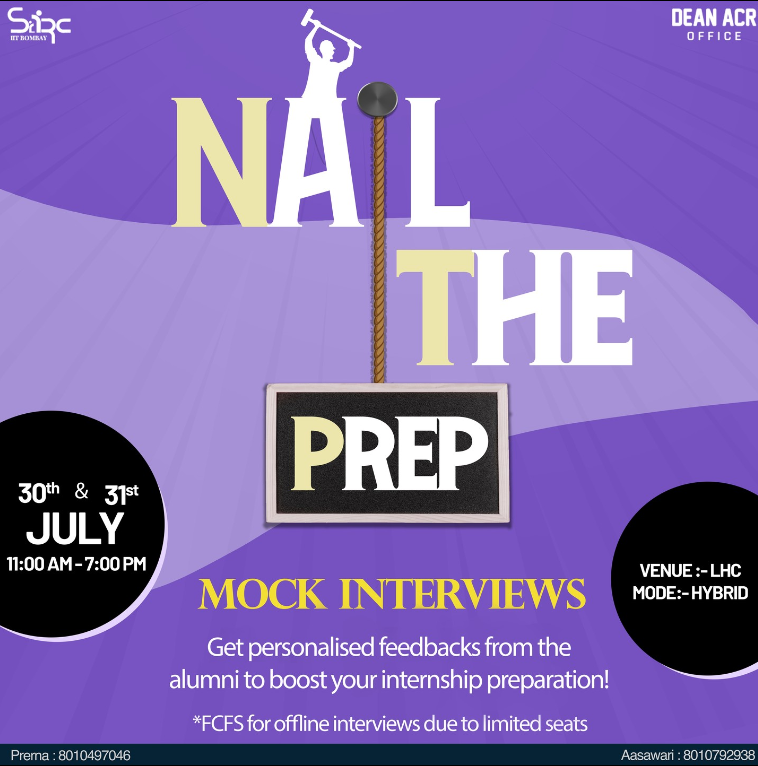 StARC
IIT BOMBAY
DEAN ACR
OFFICE
NAIL
THE
PREP
30th & 31st
JULY
11:00 AM - 7:00 PM
VENUE :- LHC
MODE:- HYBRID
MOCK INTERVIEWS
Get personalised feedbacks from the
alumni to boost your internship preparation!
*FCFS for offline interviews due to limited seats
Prerna : 8010497046
Aasawari : 8010792938